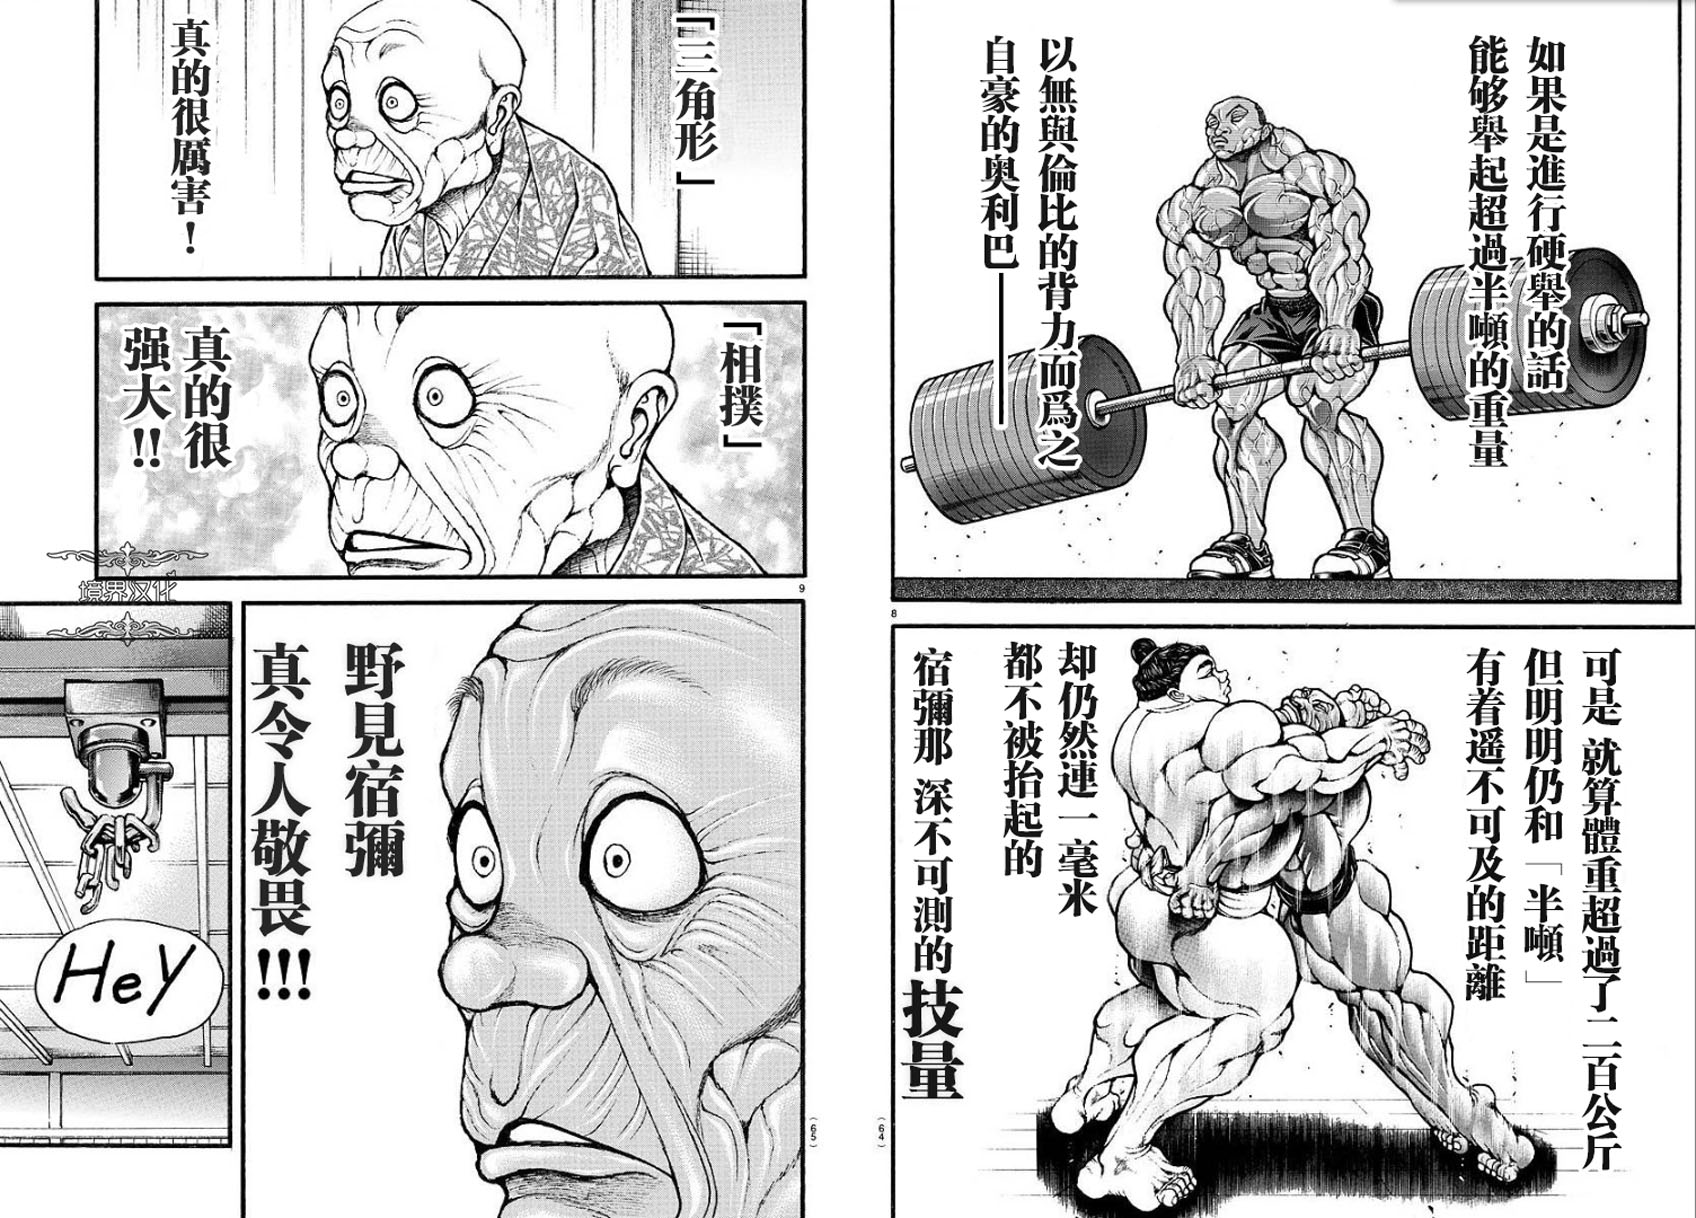 如果是進行硬舉的話
能够舉起超過半噸的重量
以無與倫比的背力而爲之
自豪的奥利巴——
8
可是 就算體重超過了二百公斤
但明明仍和「半噸」
有着遥不可及的距離
却仍然連一毫米
都不被抬起的
宿彌那 深不可測的技量
(64)
「三角形」
真的很厲害！
「相撲」
真的很
强大!!
9
野見宿彌
真令人敬畏!!!
Hey
(65)
境界汉化